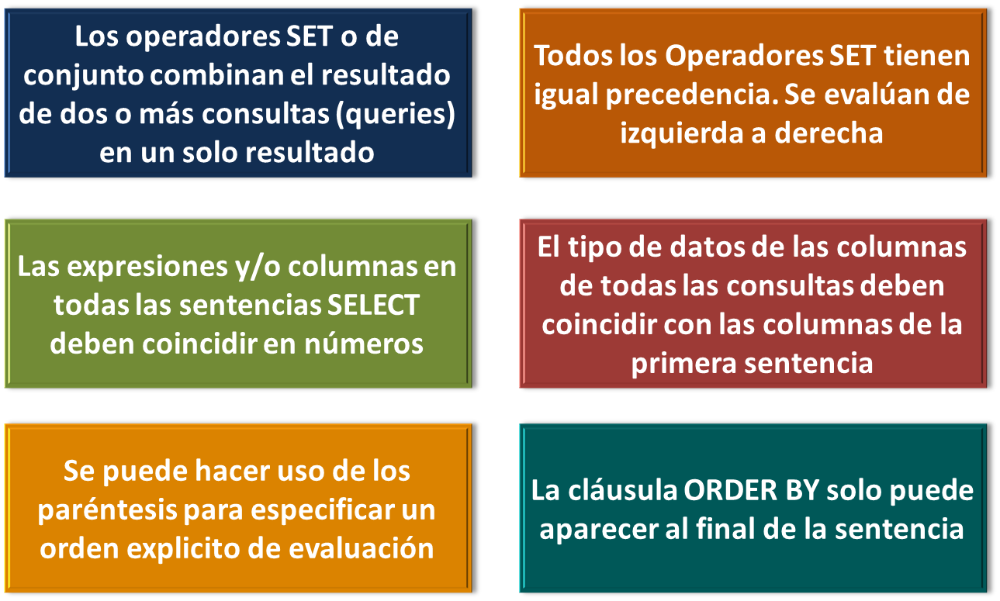 Los operadores SET o de
conjunto combinan el resultado
de dos o más consultas (queries)
en un solo resultado
Todos los Operadores SET tienen
igual precedencia. Se evalúan de
izquierda a derecha
Las expresiones y/o columnas en
todas las sentencias SELECT
deben coincidir en números
El tipo de datos de las columnas
de todas las consultas deben
coincidir con las columnas de la
primera sentencia
Se puede hacer uso de los
paréntesis para especificar un
orden explicito de evaluación
La cláusula ORDER BY solo puede
aparecer al final de la sentencia